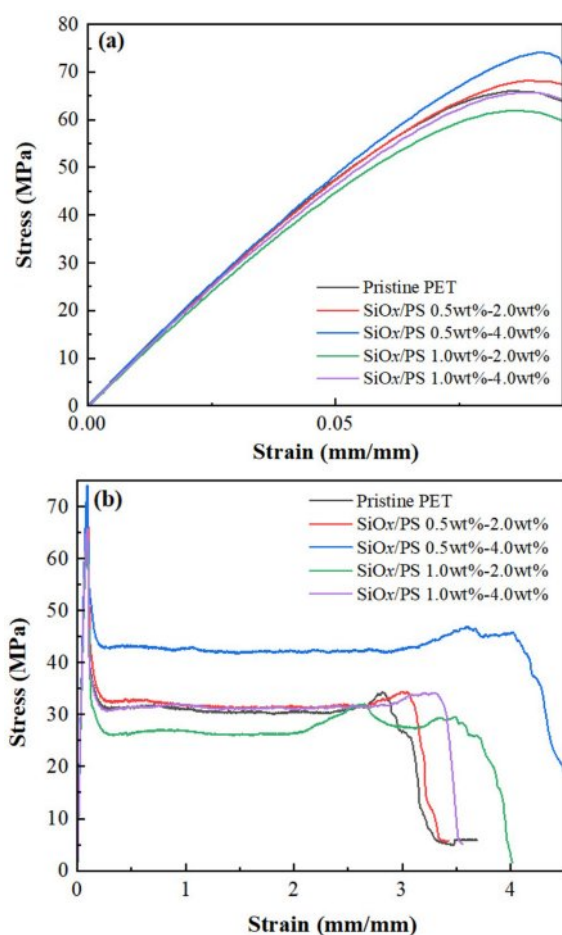 (a)
80
70
60
50
40
30
20
10
0
Stress (MPa)
Pristine PET
SiOx/PS 0.5wt%-2.0wt%
SiOx/PS 0.5wt%-4.0wt%
SiOx/PS 1.0wt%-2.0wt%
SiOx/PS 1.0wt%-4.0wt%
0.00 0.05
Strain (mm/mm)
(b)
70
60
50
40
30
20
10
0
Stress (MPa)
Pristine PET
SiOx/PS 0.5wt%-2.0wt%
SiOx/PS 0.5wt%-4.0wt%
SiOx/PS 1.0wt%-2.0wt%
SiOx/PS 1.0wt%-4.0wt%
0 1 2 3 4
Strain (mm/mm)